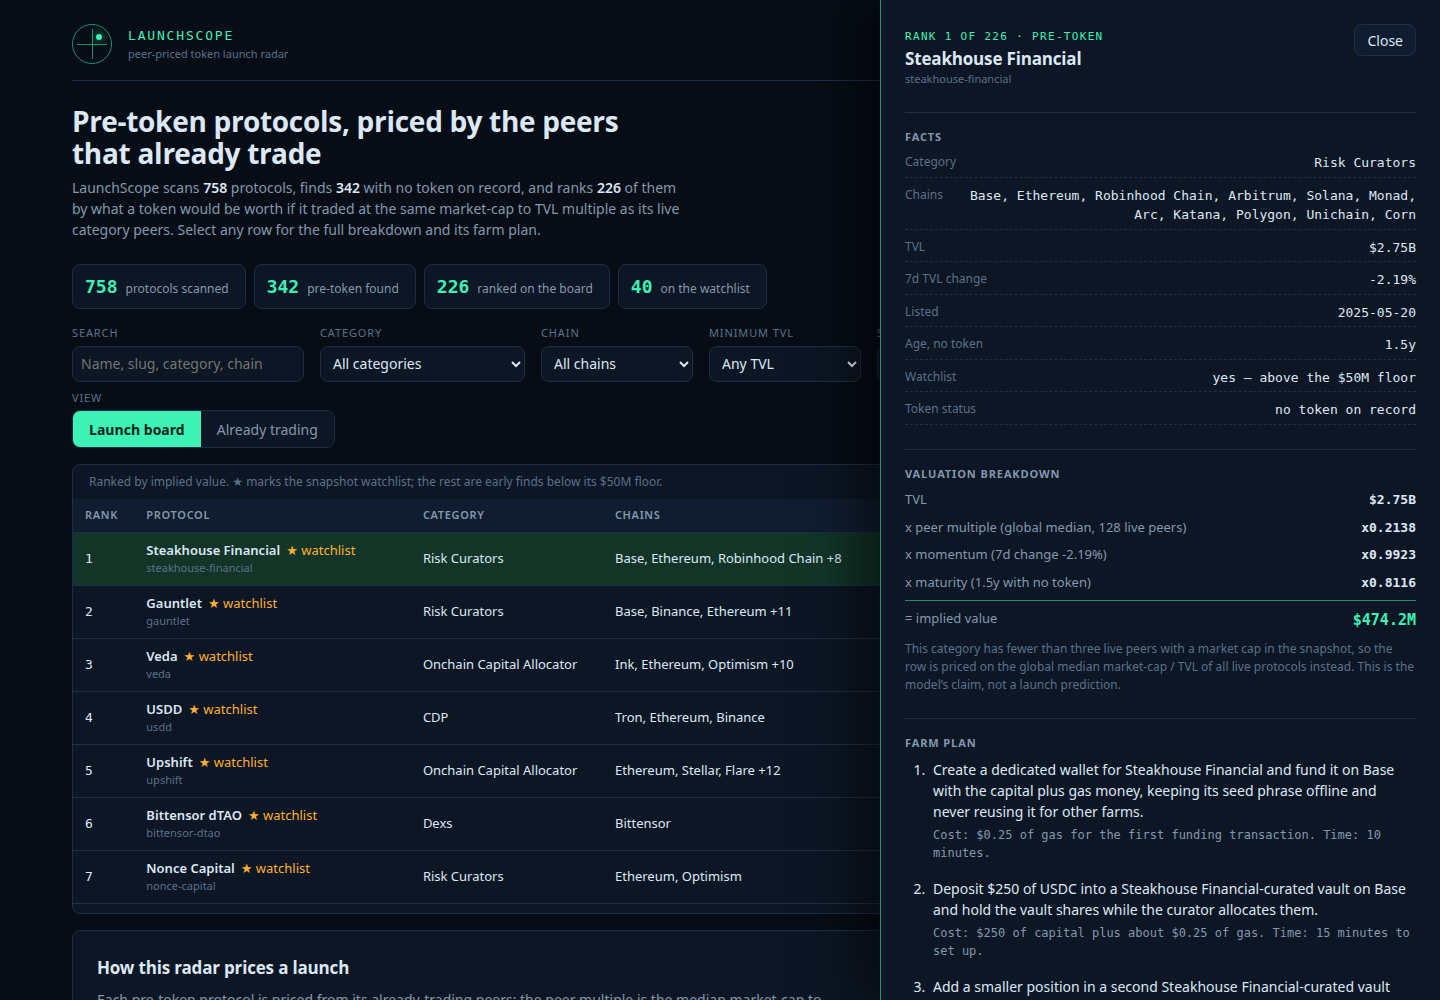 LAUNCHSCOPE
peer-priced token launch radar
Pre-token protocols, priced by the peers
that already trade
LaunchScope scans 758 protocols, finds 342 with no token on record, and ranks 226 of them
by what a token would be worth if it traded at the same market-cap to TVL multiple as its live
category peers. Select any row for the full breakdown and its farm plan.
758 protocols scanned
342 pre-token found
226 ranked on the board
40 on the watchlist
SEARCH
CATEGORY
CHAIN
MINIMUM TVL
Name, slug, category, chain
All categories
All chains
Any TVL
VIEW
Launch board
Already trading
Ranked by implied value. ★ marks the snapshot watchlist; the rest are early finds below its $50M floor.
RANK PROTOCOL CATEGORY CHAINS
1 Steakhouse Financial ★ watchlist Risk Curators Base, Ethereum, Robinhood Chain +8
steakhouse-financial
2 Gauntlet ★ watchlist Risk Curators Base, Binance, Ethereum +11
gauntlet
3 Veda ★ watchlist Onchain Capital Allocator Ink, Ethereum, Optimism +10
veda
4 USDD ★ watchlist CDP Tron, Ethereum, Binance
usdd
5 Upshift ★ watchlist Onchain Capital Allocator Ethereum, Stellar, Flare +12
upshift
6 Bittensor dTAO ★ watchlist Dexs Bittensor
bittensor-dtao
7 Nonce Capital ★ watchlist Risk Curators Ethereum, Optimism
nonce-capital
How this radar prices a launch
Each pre-token protocol is priced from its already-trading peers: the peer multiple is the median market-cap to
RANK 1 OF 226 · PRE-TOKEN
Steakhouse Financial
steakhouse-financial
Close
FACTS
Category Risk Curators
Chains Base, Ethereum, Robinhood Chain, Arbitrum, Solana, Monad,
Arc, Katana, Polygon, Unichain, Corn
TVL $2.75B
7d TVL change -2.19%
Listed 2025-05-20
Age, no token 1.5y
Watchlist yes — above the $50M floor
Token status no token on record
VALUATION BREAKDOWN
TVL $2.75B
x peer multiple (global median, 128 live peers) x0.2138
x momentum (7d change -2.19%) x0.9923
x maturity (1.5y with no token) x0.8116
= implied value $474.2M
This category has fewer than three live peers with a market cap in the snapshot, so the
row is priced on the global median market-cap / TVL of all live protocols instead. This is the
model's claim, not a launch prediction.
FARM PLAN
1. Create a dedicated wallet for Steakhouse Financial and fund it on Base
with the capital plus gas money, keeping its seed phrase offline and
never reusing it for other farms.
Cost: $0.25 of gas for the first funding transaction. Time: 10
minutes.
2. Deposit $250 of USDC into a Steakhouse Financial-curated vault on Base
and hold the vault shares while the curator allocates them.
Cost: $250 of capital plus about $0.25 of gas. Time: 15 minutes to
set up.
3. Add a smaller position in a second Steakhouse Financial-curated vault